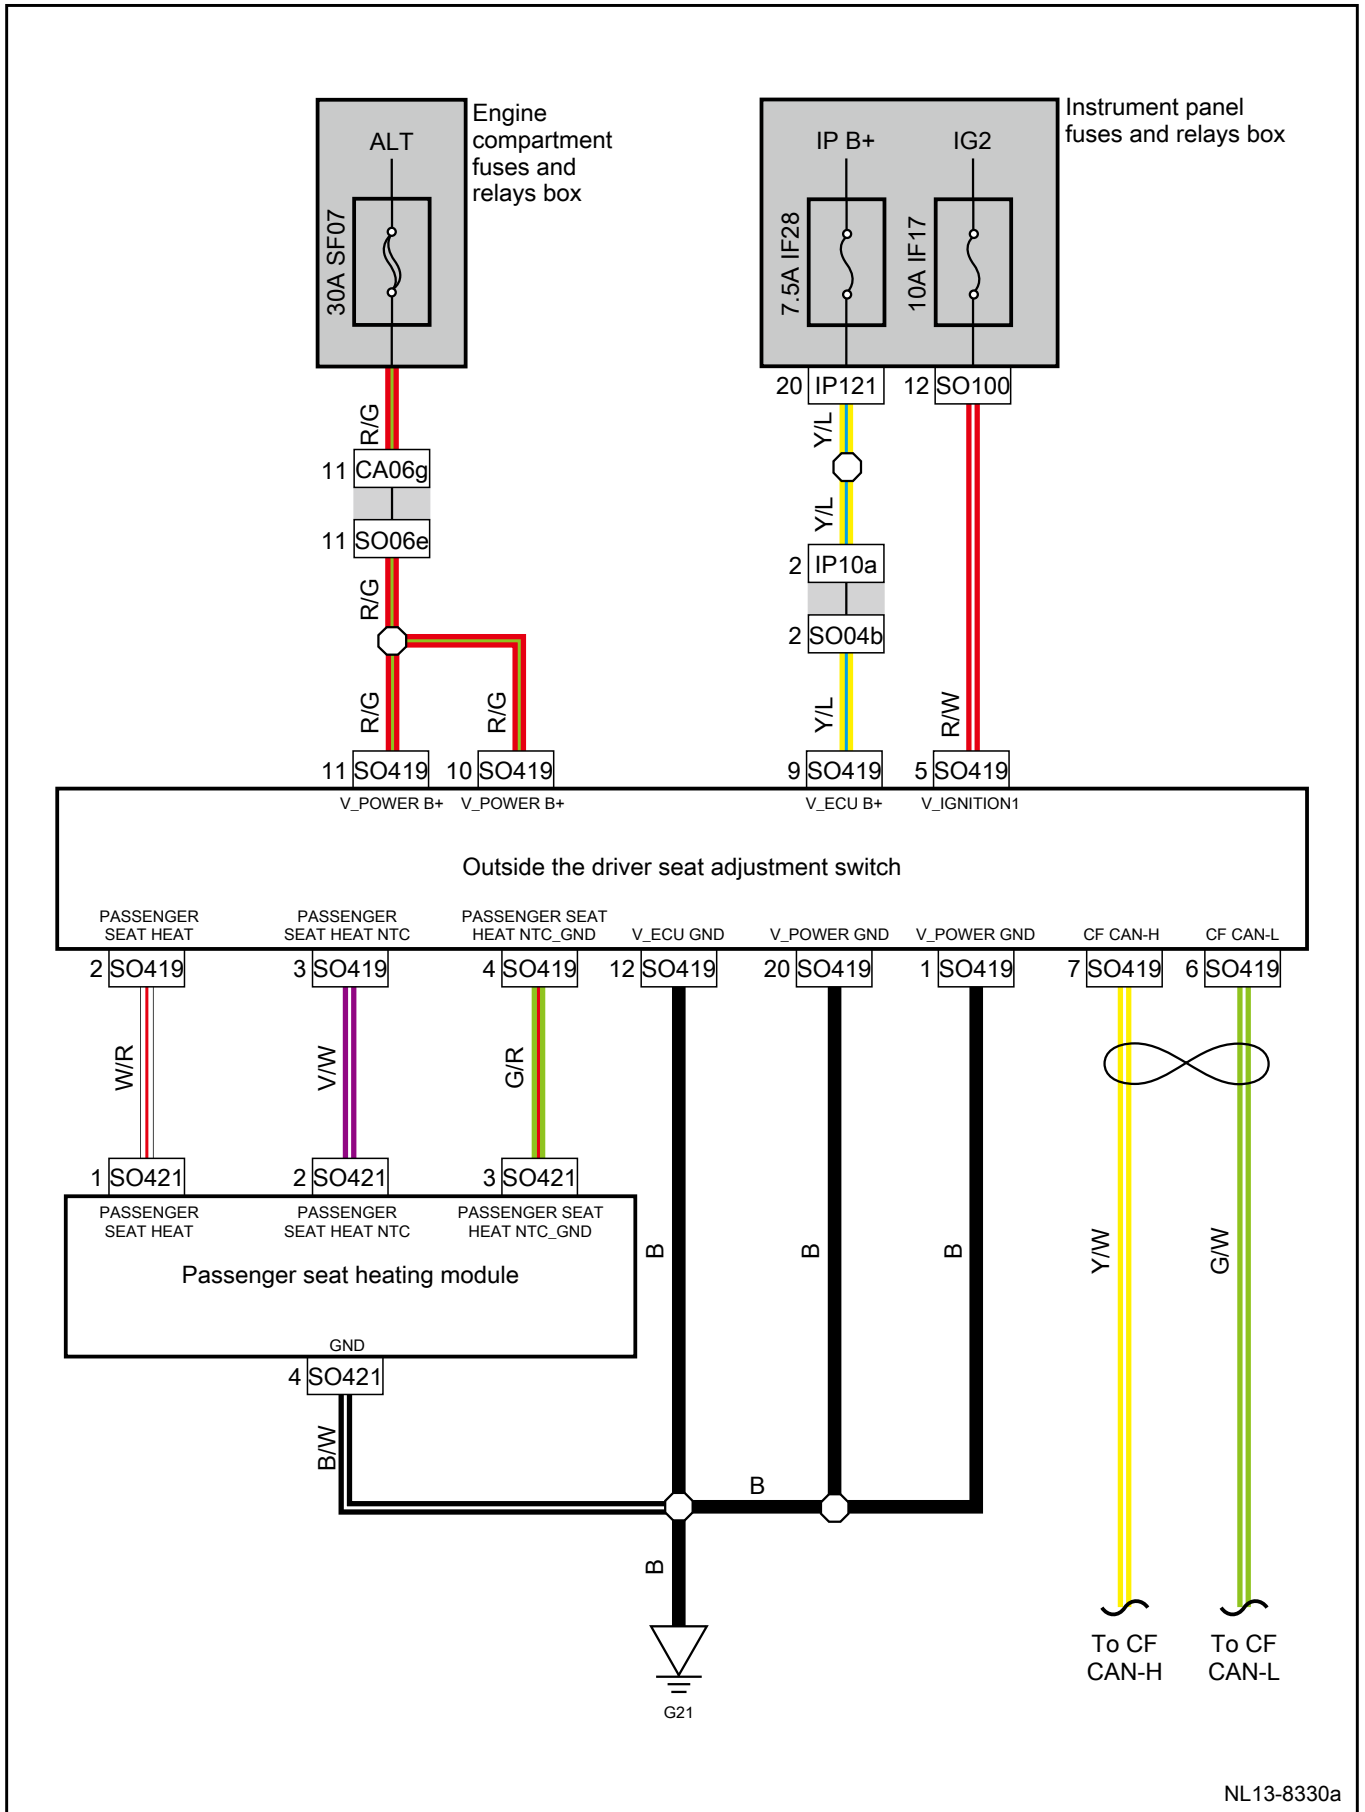 Engine
compartment
fuses and
relays box
ALT
30A SF07
Instrument panel
fuses and relays box
IP B+
IG2
7.5A IF28
10A IF17
20 IP121
12 SO100
R/G
Y/L
11 CA06g
11 SO06e
Y/L
2 IP10a
R/G
2 SO04b
R/G
R/G
Y/L
R/W
11 SO419
10 SO419
9 SO419
5 SO419
V_POWER B+
V_POWER B+
V_ECU B+
V_IGNITION1
Outside the driver seat adjustment switch
PASSENGER
SEAT HEAT
PASSENGER
SEAT HEAT NTC
PASSENGER SEAT
HEAT NTC_GND
V_ECU GND
V_POWER GND
V_POWER GND
CF CAN-H
CF CAN-L
2 SO419
3 SO419
4 SO419
12 SO419
20 SO419
1 SO419
7 SO419
6 SO419
W/R
V/W
G/R
1 SO421
2 SO421
3 SO421
PASSENGER
SEAT HEAT
PASSENGER
SEAT HEAT NTC
PASSENGER SEAT
HEAT NTC_GND
Passenger seat heating module
GND
B
B
B
Y/W
G/W
4 SO421
B/W
B
B
G21
To CF
CAN-H
To CF
CAN-L
NL13-8330a